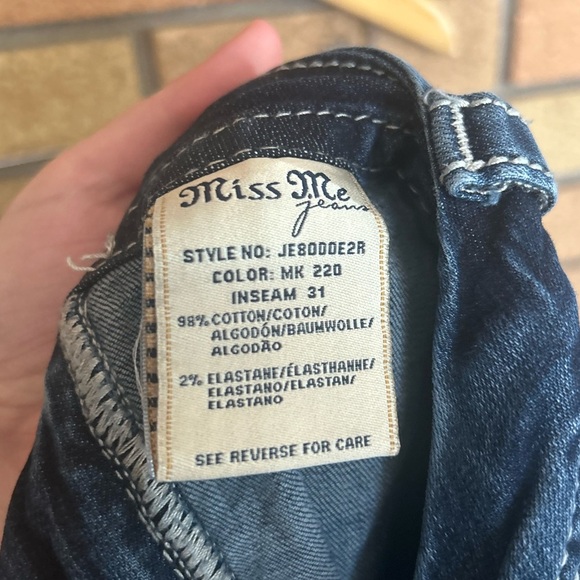 Miss Me
jeans
STYLE NO: JE8000E2R
COLOR: MK 220
INSEAM 31
98% COTTON/COTON/
ALGODÓN/BAUMWOLLE/
ALGODÃO
2% ELASTANE/ÉLASTHANNE/
ELASTANO/ELASTAN/
ELASTANO
SEE REVERSE FOR CARE